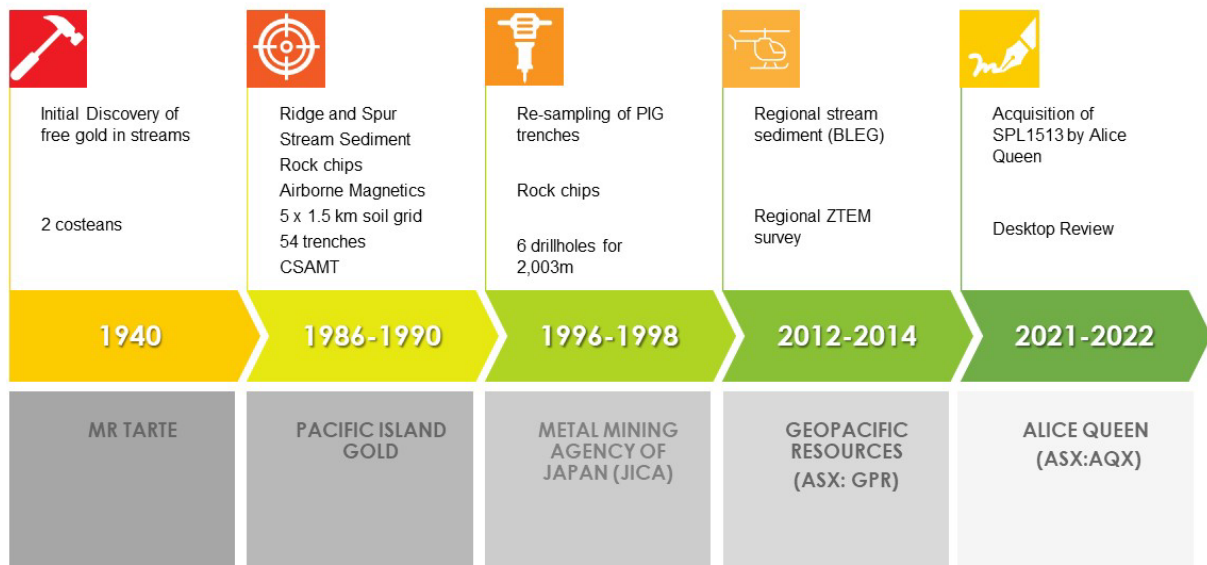 Initial Discovery of
free gold in streams
2 costeans
Ridge and Spur
Stream Sediment
Rock chips
Airborne Magnetics
5 x 1.5 km soil grid
54 trenches
CSAMT
Re-sampling of PIG
trenches
Rock chips
6 drillholes for
2,003m
Regional stream
sediment (BLEG)
Regional ZTEM
survey
Acquisition of
SPL1513 by Alice
Queen
Desktop Review
1940
1986-1990
1996-1998
2012-2014
2021-2022
MR TARTE
PACIFIC ISLAND
GOLD
METAL MINING
AGENCY OF
JAPAN (JICA)
GEOPACIFIC
RESOURCES
(ASX: GPR)
ALICE QUEEN
(ASX:AQX)